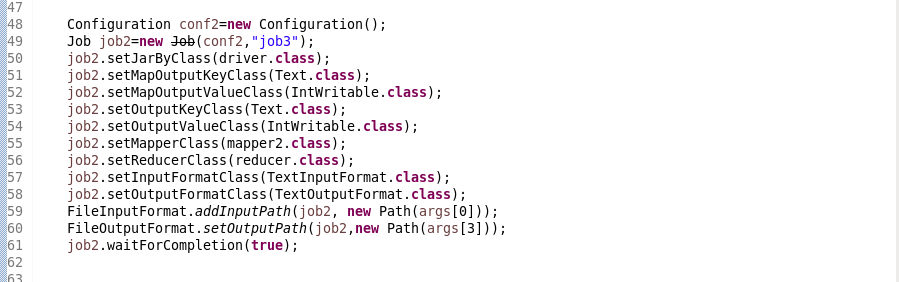 47
48 Configuration conf2=new Configuration();
49 Job job2=new Job(conf2,"job3");
50 job2.setJarByClass(driver.class);
51 job2.setMapOutputKeyClass(Text.class);
52 job2.setMapOutputValueClass(IntWritable.class);
53 job2.setOutputKeyClass(Text.class);
54 job2.setOutputValueClass(IntWritable.class);
55 job2.setMapperClass(mapper2.class);
56 job2.setReducerClass(reducer.class);
57 job2.setInputFormatClass(TextInputFormat.class);
58 job2.setOutputFormatClass(TextOutputFormat.class);
59 FileInputFormat.addInputPath(job2, new Path(args[0]));
60 FileOutputFormat.setOutputPath(job2,new Path(args[3]));
61 job2.waitForCompletion(true);
62
63